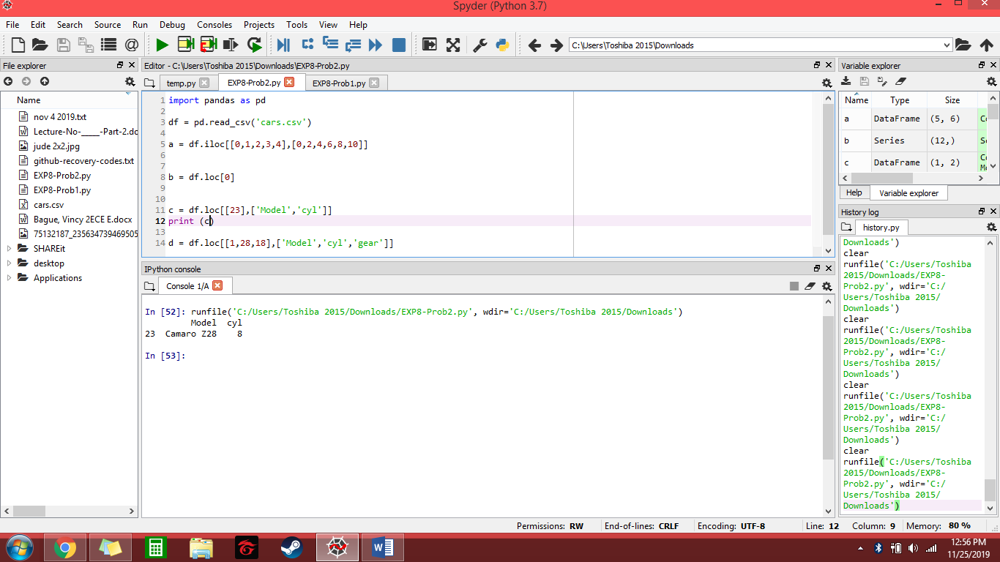 Spyder (Python 3.7)
File Edit Search Source Run Debug Consoles Projects Tools View Help
C:\Users\Toshiba 2015\Downloads
File explorer
Name
nov 4 2019.txt
Lecture-No-____-Part-2.dc
jude 2x2.jpg
github-recovery-codes.txt
EXP8-Prob2.py
EXP8-Prob1.py
cars.csv
Bague, Vincy 2ECE E.docx
75132187_235634739469505
SHAREit
desktop
Applications
Editor - C:\Users\Toshiba 2015\Downloads\EXP8-Prob2.py
temp.py EXP8-Prob2.py EXP8-Prob1.py
1 import pandas as pd
2
3 df = pd.read_csv('cars.csv')
4
5 a = df.iloc[[0,1,2,3,4],[0,2,4,6,8,10]]
6
7
8 b = df.loc[0]
9
10
11 c = df.loc[[23],['Model','cyl']]
12 print (c)
13
14 d = df.loc[[1,28,18],['Model','cyl','gear']]
IPython console
Console 1/A
In [52]: runfile('C:/Users/Toshiba 2015/Downloads/EXP8-Prob2.py', wdir='C:/Users/Toshiba 2015/Downloads')
Model cyl
23 Camaro Z28 8
In [53]:
Variable explorer
Name Type Size
a DataFrame (5, 6) Co
b Series (12,) Se
c DataFrame (1, 2) Co
Mo
Help Variable explorer
History log
history.py
Downloads')
clear
runfile('C:/Users/Toshiba
2015/Downloads/EXP8-
Prob2.py', wdir='C:/
Users/Toshiba 2015/
Downloads')
clear
runfile('C:/Users/Toshiba
2015/Downloads/EXP8-
Prob2.py', wdir='C:/
Users/Toshiba 2015/
Downloads')
clear
runfile('C:/Users/Toshiba
2015/Downloads/EXP8-
Prob2.py', wdir='C:/
Users/Toshiba 2015/
Downloads')
clear
runfile('C:/Users/Toshiba
2015/Downloads/EXP8-
Prob2.py', wdir='C:/
Users/Toshiba 2015/
Downloads')
Permissions: RW End-of-lines: CRLF Encoding: UTF-8 Line: 12 Column: 9 Memory: 80 %
12:56 PM
11/25/2019